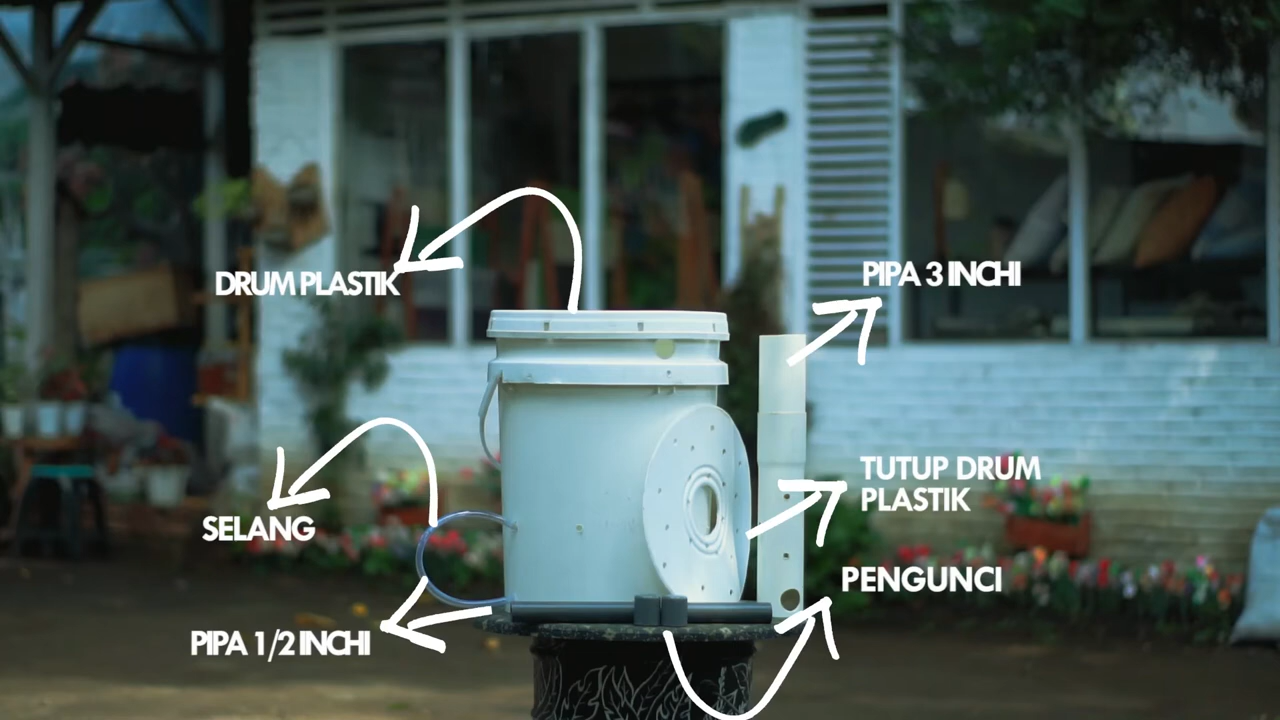 DRUM PLASTIK
PIPA 3 INCHI
TUTUP DRUM
PLASTIK
SELANG
PENGUNCI
PIPA 1/2 INCHI